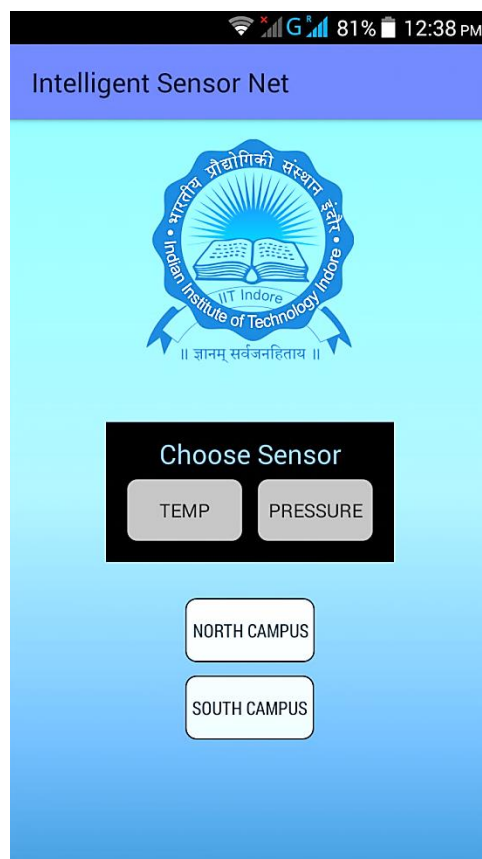 G R 81% 12:38 PM
Intelligent Sensor Net
भारतीय प्रौद्योगिकी संस्थान इंदौर
Indian Institute of Technology Indore
IIT Indore
॥ ज्ञानम् सर्वजनहिताय ॥
Choose Sensor
TEMP PRESSURE
NORTH CAMPUS
SOUTH CAMPUS